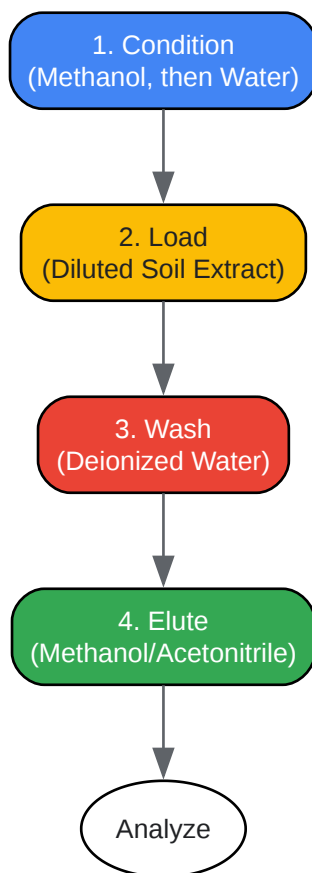 1. Condition
(Methanol, then Water)
2. Load
(Diluted Soil Extract)
3. Wash
(Deionized Water)
4. Elute
(Methanol/Acetonitrile)
Analyze